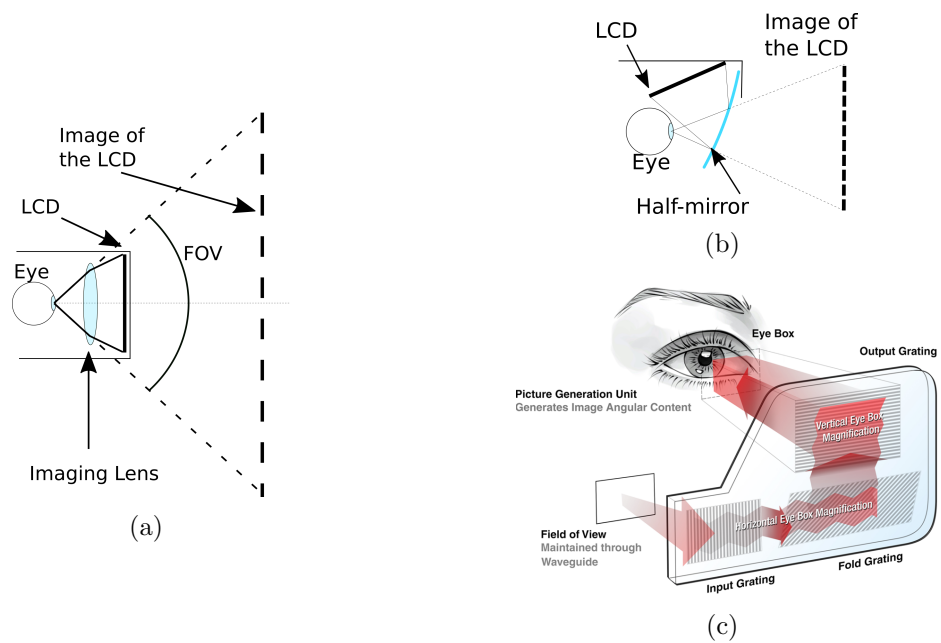 Image of
the LCD
LCD
FOV
Eye
Imaging Lens
(a)
LCD
Image of
the LCD
Eye
Half-mirror
(b)
Eye Box
Output Grating
Picture Generation Unit
Generates Image Angular Content
Vertical Eye Box
Magnification
Horizontal Eye Box Magnification
Field of View
Maintained through
Waveguide
Input Grating
Fold Grating
(c)